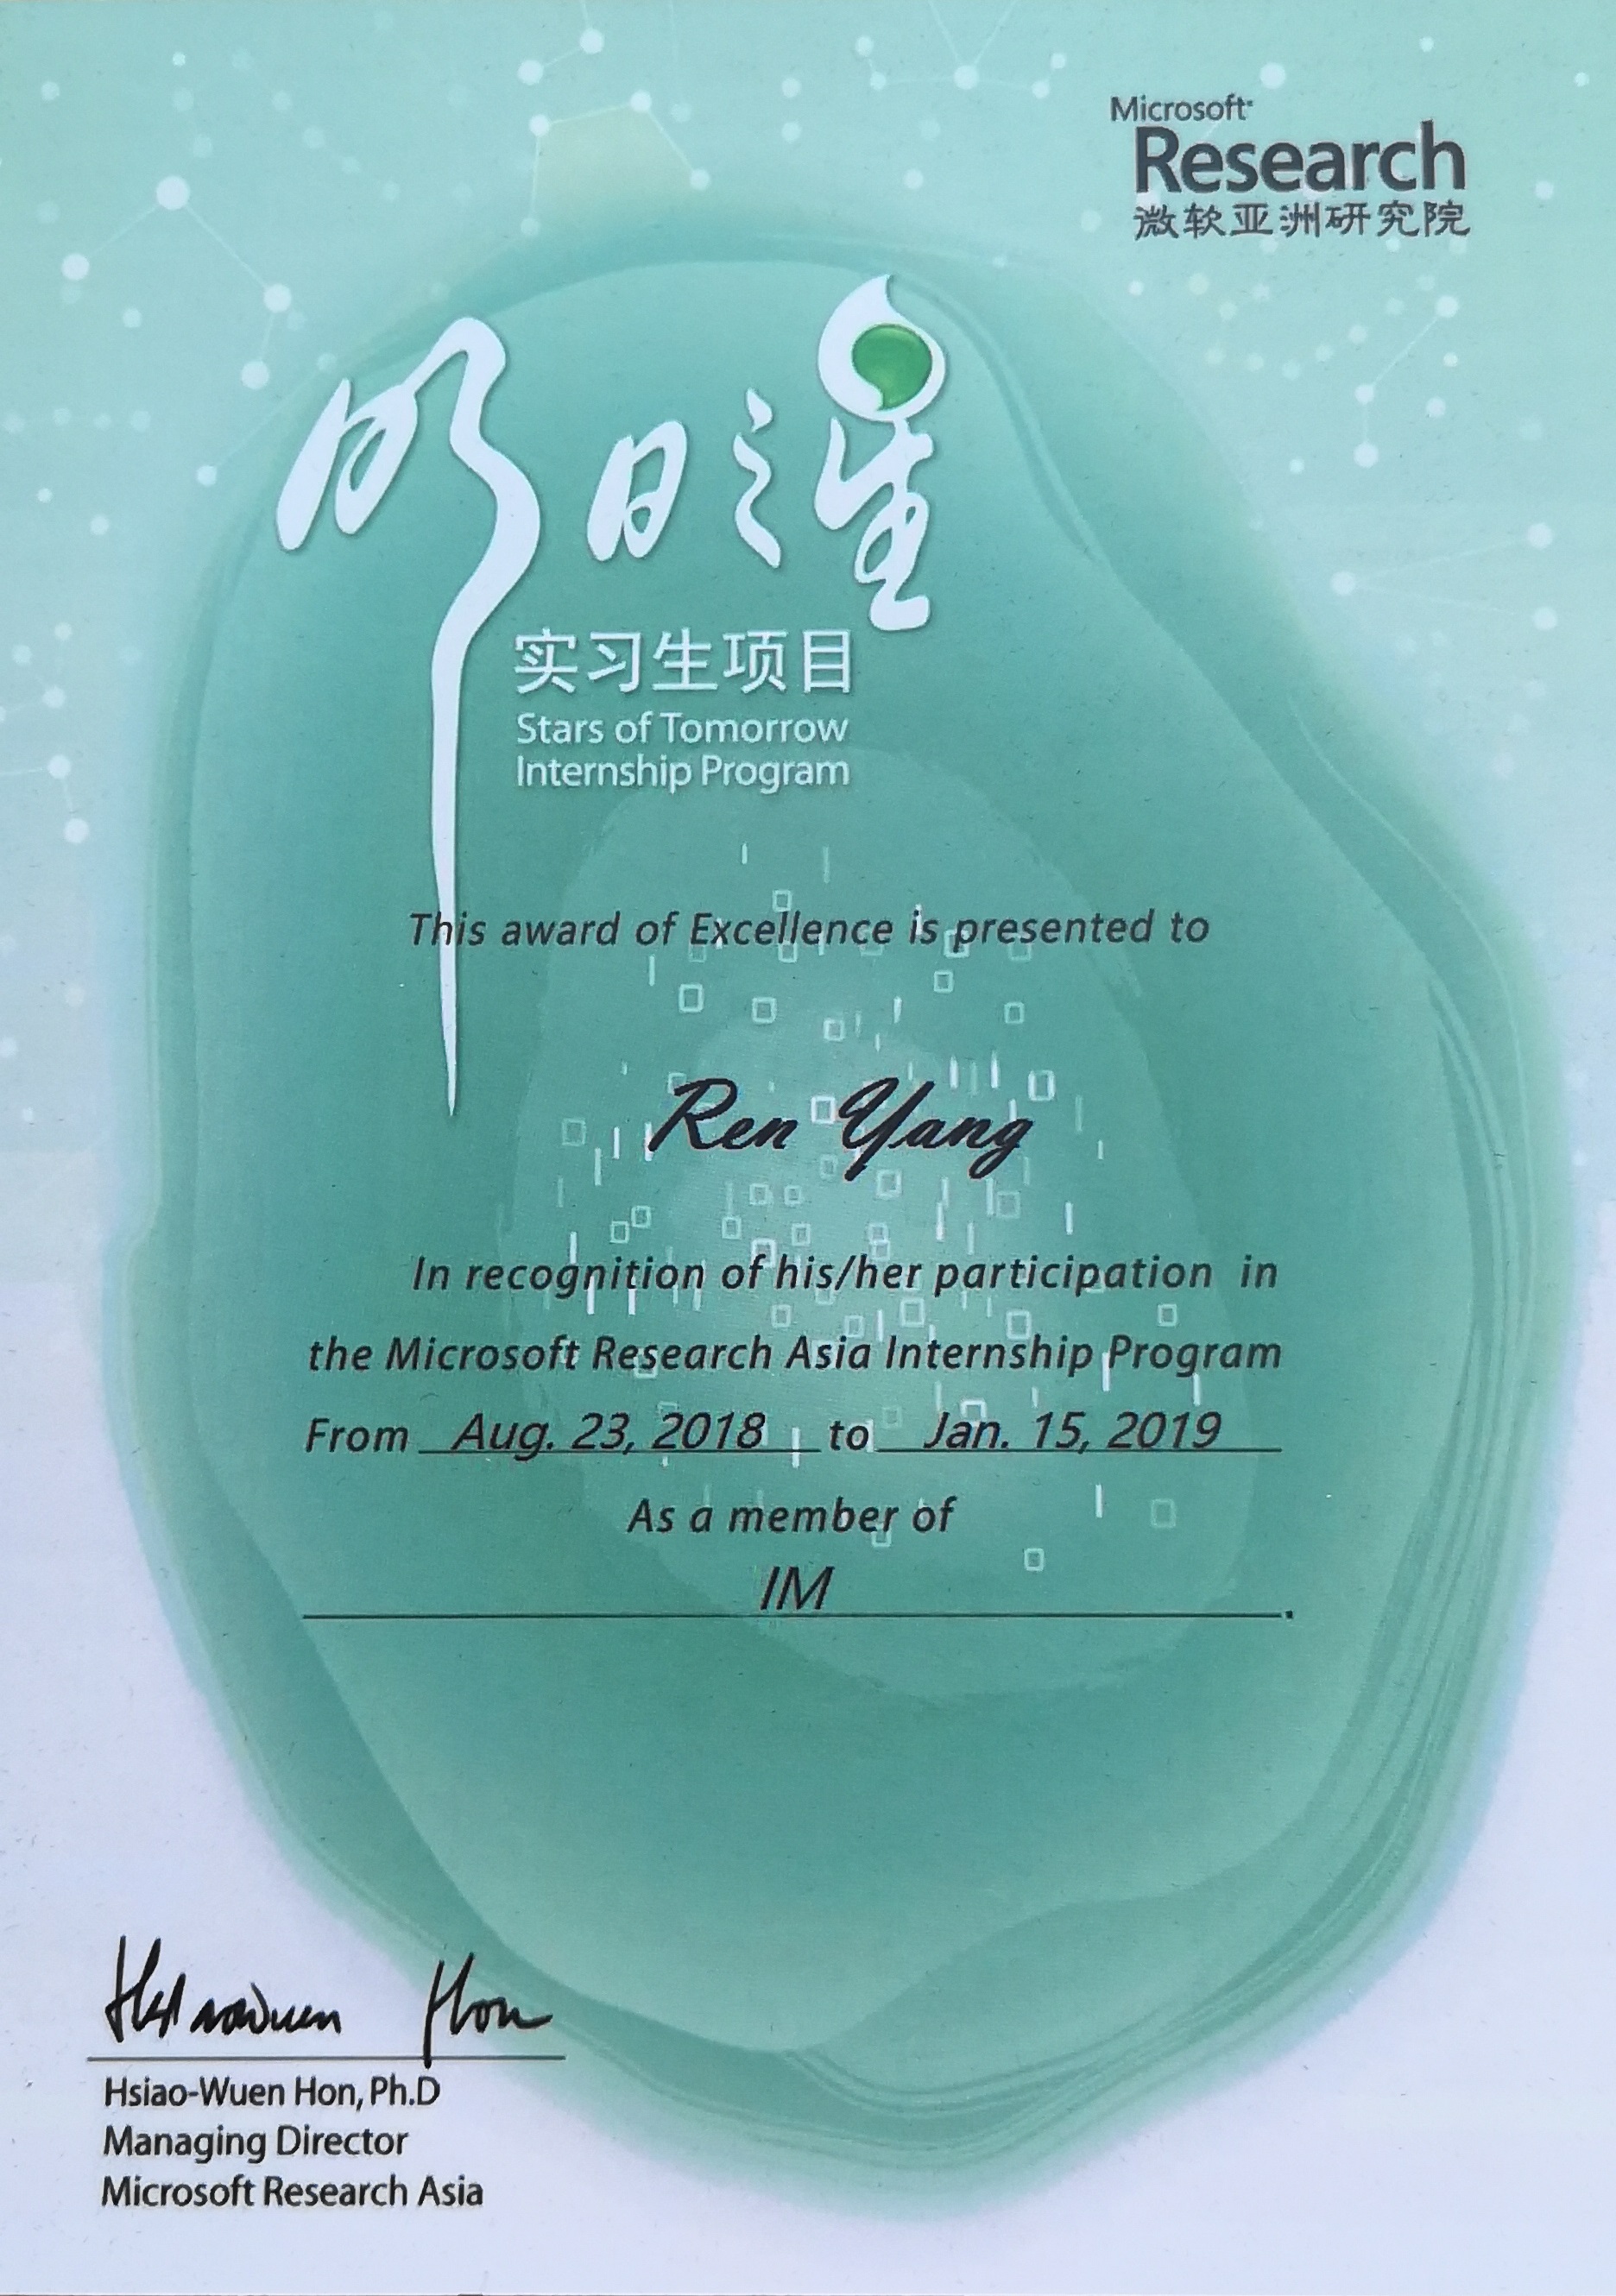 Microsoft®
Research
微软亚洲研究院
明日之星
实习生项目
Stars of Tomorrow
Internship Program
This award of Excellence is presented to
Ren Yang
In recognition of his/her participation in
the Microsoft Research Asia Internship Program
From Aug. 23, 2018 to Jan. 15, 2019
As a member of
IM.
Hsiao-Wuen Hon
Hsiao-Wuen Hon, Ph.D
Managing Director
Microsoft Research Asia